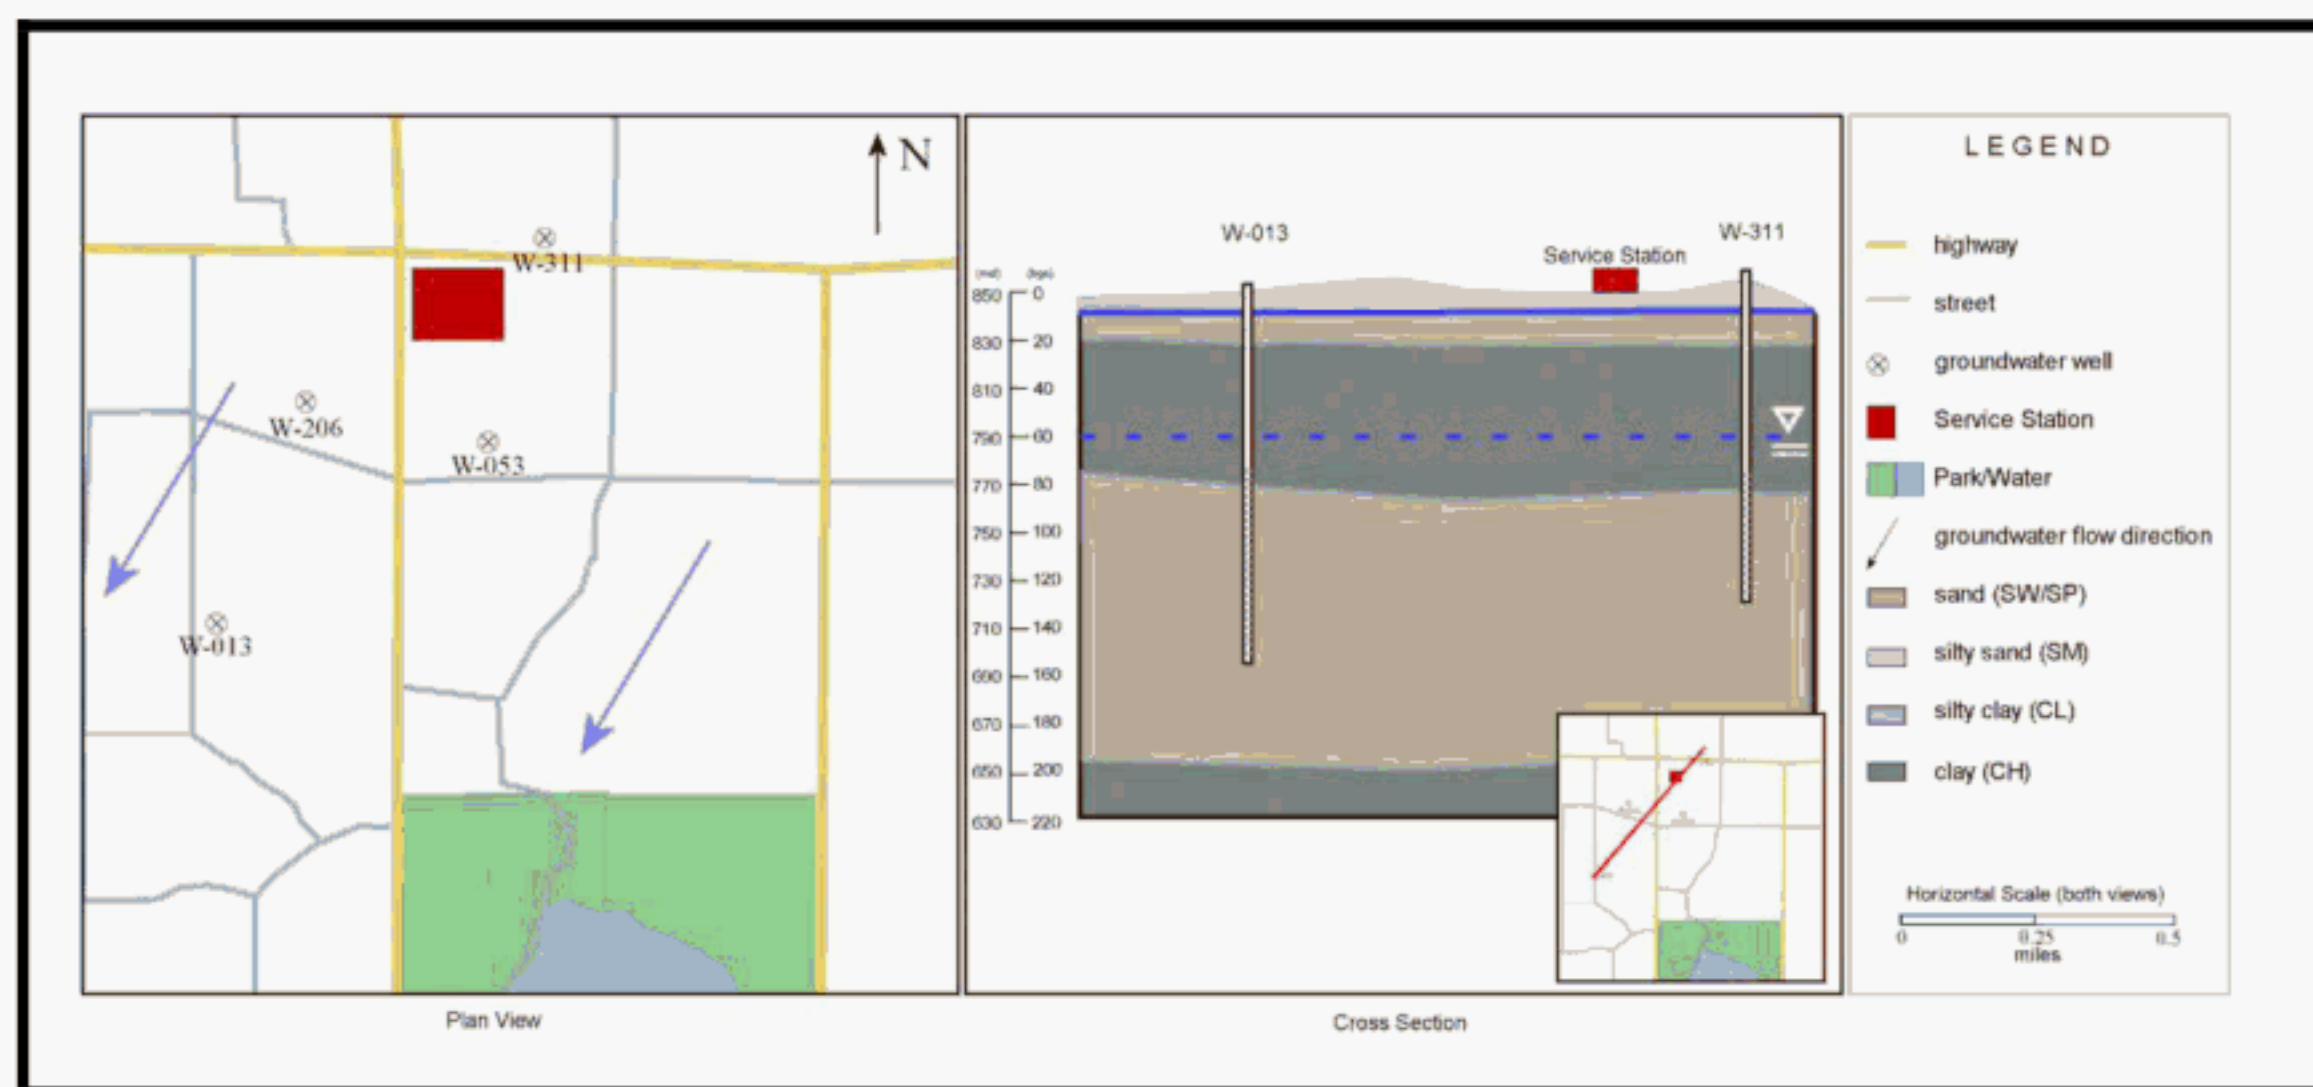 N
W-311
W-206
W-053
W-013
Plan View
W-013
W-311
Service Station
(msl) (bgs)
850 0
830 20
810 40
790 60
770 80
750 100
730 120
710 140
690 160
670 180
650 200
630 220
Cross Section
LEGEND
highway
street
groundwater well
Service Station
Park/Water
groundwater flow direction
sand (SW/SP)
silty sand (SM)
silty clay (CL)
clay (CH)
Horizontal Scale (both views)
0 0.25 0.5
miles